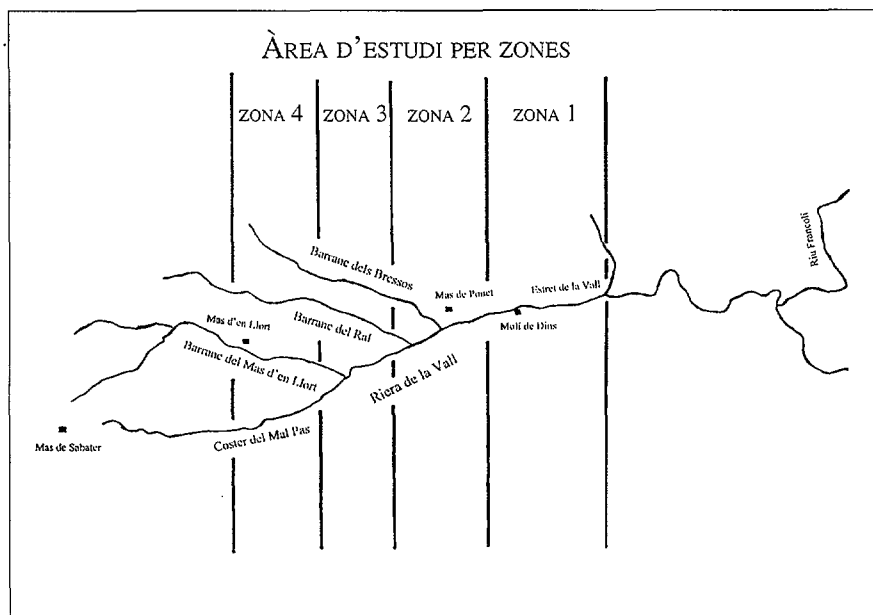 ÀREA D'ESTUDI PER ZONES
ZONA 4
ZONA 3
ZONA 2
ZONA 1
Riu Francolí
Barranc dels Bressos
Mas de Ponet
Estret de la Vall
Molí de Dins
Mas d'en Llort
Barranc del Raf
Barranc del Mas d'en Llort
Riera de la Vall
Coster del Mal Pas
Mas de Sabater